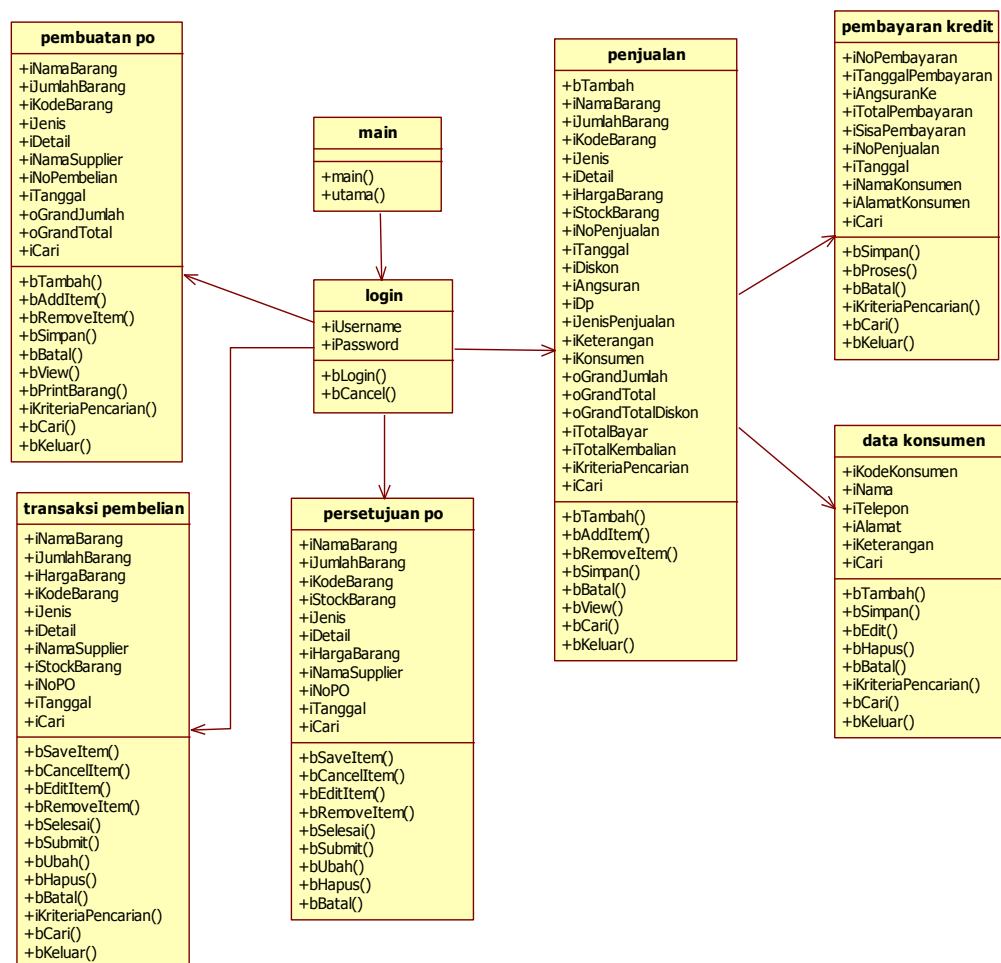 pembuatan po
+iNamaBarang
+iJumlahBarang
+iKodeBarang
+iJenis
+iDetail
+iNamaSupplier
+iNoPembelian
+iTanggal
+oGrandJumlah
+oGrandTotal
+iCari
+bTambah()
+bAddItem()
+bRemoveItem()
+bSimpan()
+bBatal()
+bView()
+bPrintBarang()
+iKriteriaPencarian()
+bCari()
+bKeluar()
main
+main()
+utama()
login
+iUsername
+iPassword
+bLogin()
+bCancel()
penjualan
+bTambah
+iNamaBarang
+iJumlahBarang
+iKodeBarang
+iJenis
+iDetail
+iHargaBarang
+iStockBarang
+iNoPenjualan
+iTanggal
+iDiskon
+iAngsuran
+iDp
+iJenisPenjualan
+iKeterangan
+iKonsumen
+oGrandJumlah
+oGrandTotal
+oGrandTotalDiskon
+iTotalBayar
+iTotalKembalian
+iKriteriaPencarian
+iCari
+bTambah()
+bAddItem()
+bRemoveItem()
+bSimpan()
+bBatal()
+bView()
+bCari()
+bKeluar()
pembayaran kredit
+iNoPembayaran
+iTanggalPembayaran
+iAngsuranKe
+iTotalPembayaran
+iSisaPembayaran
+iNoPenjualan
+iTanggal
+iNamaKonsumen
+iAlamatKonsumen
+iCari
+bSimpan()
+bProses()
+bBatal()
+iKriteriaPencarian()
+bCari()
+bKeluar()
data konsumen
+iKodeKonsumen
+iNama
+iTelepon
+iAlamat
+iKeterangan
+iCari
+bTambah()
+bSimpan()
+bEdit()
+bHapus()
+bBatal()
+iKriteriaPencarian()
+bCari()
+bKeluar()
transaksi pembelian
+iNamaBarang
+iJumlahBarang
+iHargaBarang
+iKodeBarang
+iJenis
+iDetail
+iNamaSupplier
+iStockBarang
+iNoPO
+iTanggal
+iCari
+bSaveItem()
+bCancelItem()
+bEditItem()
+bRemoveItem()
+bSelesai()
+bSubmit()
+bUbah()
+bHapus()
+bBatal()
+iKriteriaPencarian()
+bCari()
+bKeluar()
persetujuan po
+iNamaBarang
+iJumlahBarang
+iKodeBarang
+iStockBarang
+iJenis
+iDetail
+iHargaBarang
+iNamaSupplier
+iNoPO
+iTanggal
+iCari
+bSaveItem()
+bCancelItem()
+bEditItem()
+bRemoveItem()
+bSelesai()
+bSubmit()
+bUbah()
+bHapus()
+bBatal()